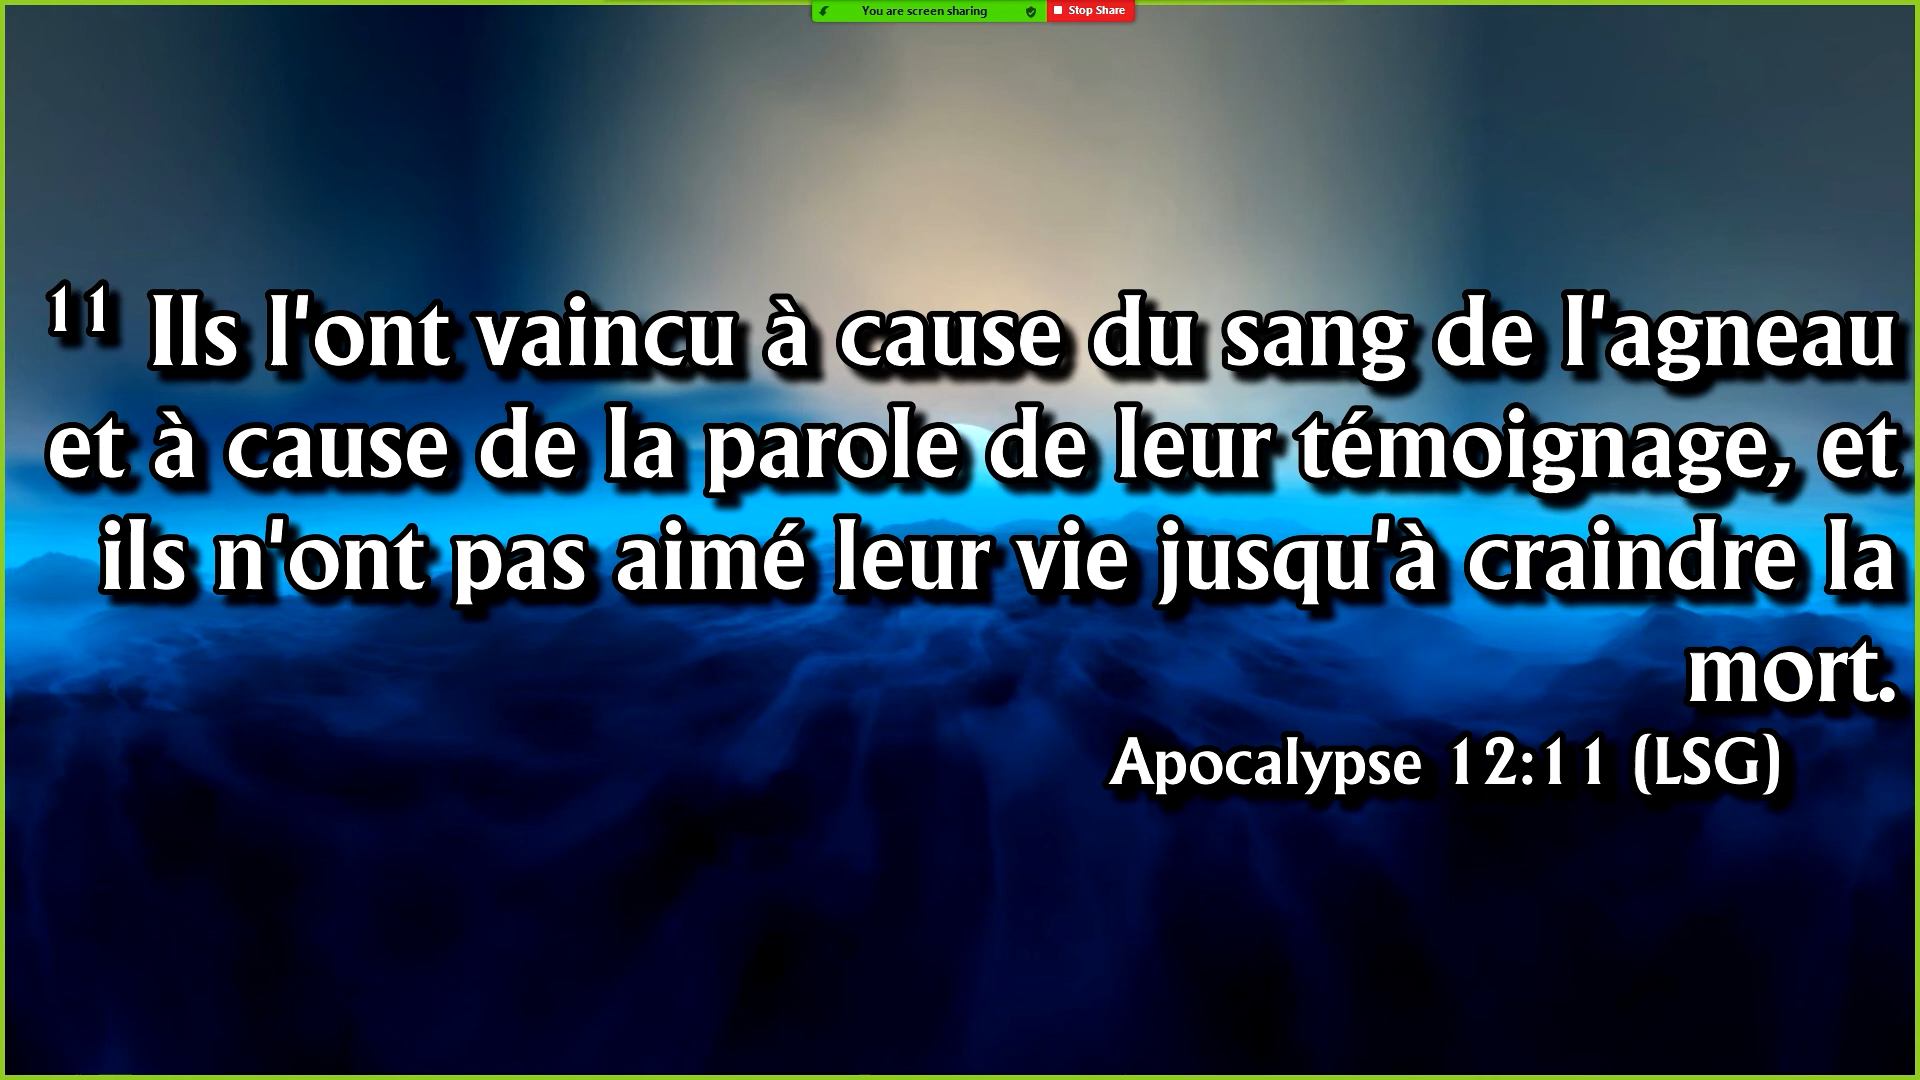 You are screen sharing Stop Share
11 Ils l'ont vaincu à cause du sang de l'agneau
et à cause de la parole de leur témoignage, et
ils n'ont pas aimé leur vie jusqu'à craindre la
mort.
Apocalypse 12:11 (LSG)